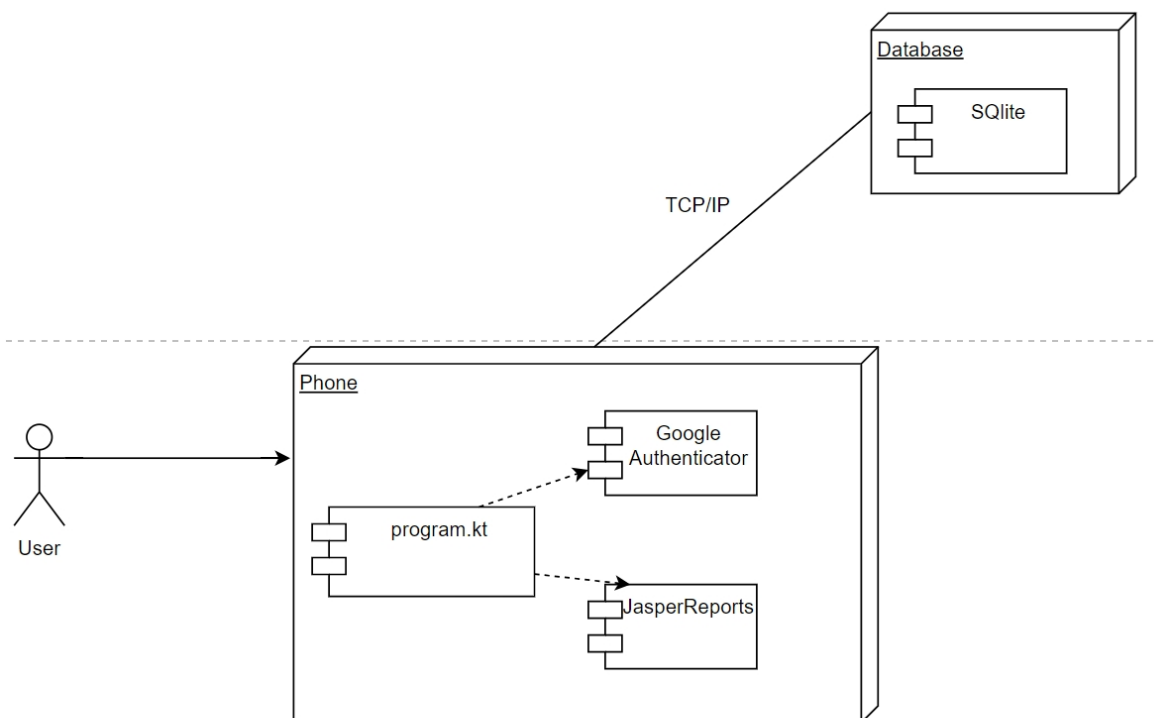 Database
SQlite
TCP/IP
Phone
Google
Authenticator
program.kt
User
JasperReports